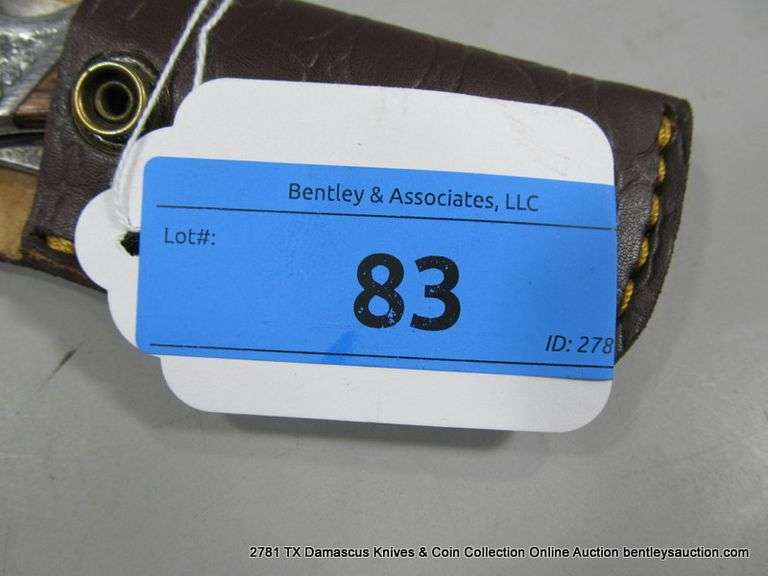 Bentley & Associates, LLC
Lot#:
83
ID: 278
2781 TX Damascus Knives & Coin Collection Online Auction bentleysauction.com